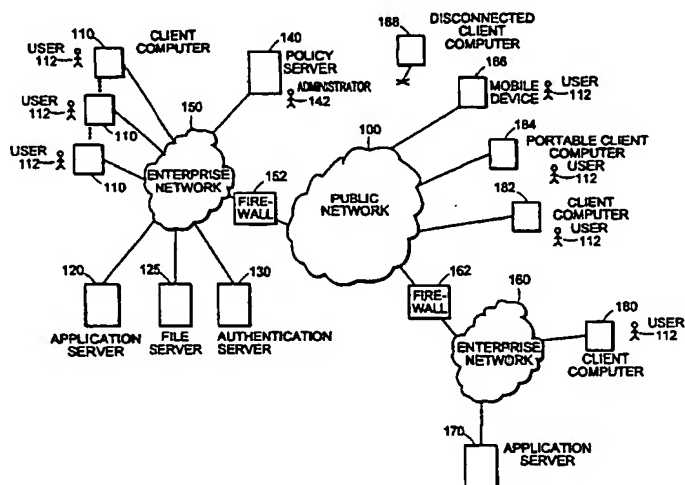 110
CLIENT
COMPUTER
USER
112
140
POLICY
SERVER
ADMINISTRATOR
142
188
DISCONNECTED
CLIENT
COMPUTER
USER
112
110
150
186
MOBILE
DEVICE
USER
112
USER
112
110
ENTERPRISE
NETWORK
152
FIRE-
WALL
100
PUBLIC
NETWORK
184
PORTABLE CLIENT
COMPUTER
USER
112
182
CLIENT
COMPUTER
USER
112
120
APPLICATION
SERVER
125
FILE
SERVER
130
AUTHENTICATION
SERVER
162
FIRE-
WALL
160
ENTERPRISE
NETWORK
180
CLIENT
COMPUTER
USER
112
170
APPLICATION
SERVER